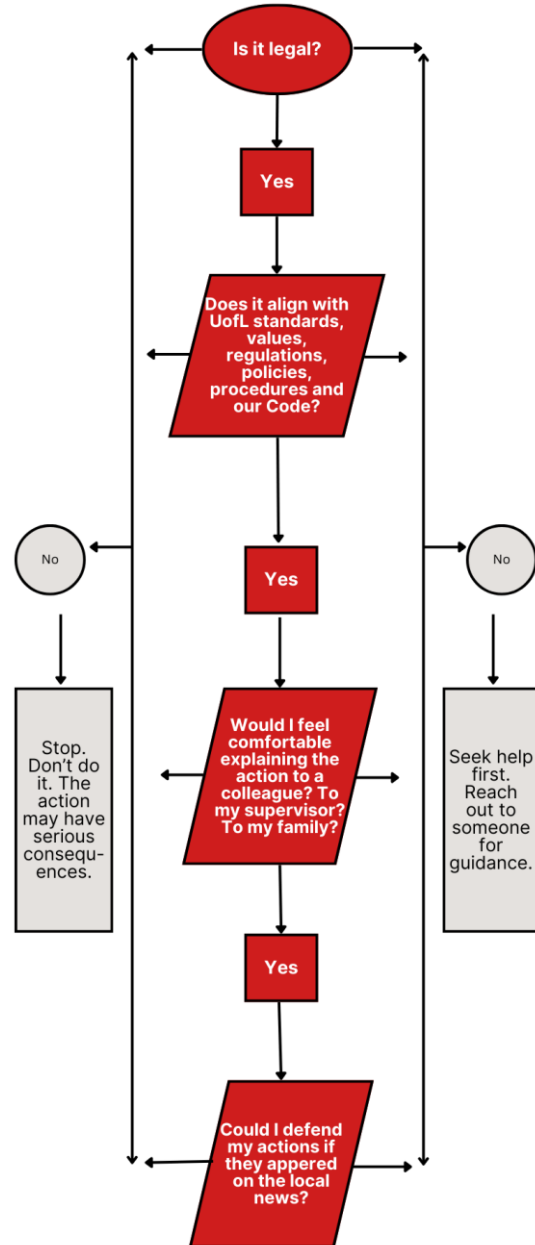 Is it legal?
Yes
Does it align with
UofL standards,
values,
regulations,
policies,
procedures and
our Code?
No
No
Yes
Stop.
Don't do
it. The
action
may have
serious
consequ-
ences.
Would I feel
comfortable
explaining the
action to a
colleague? To
my supervisor?
To my family?
Seek help
first.
Reach
out to
someone
for
guidance.
Yes
Could I defend
my actions if
they appered
on the local
news?